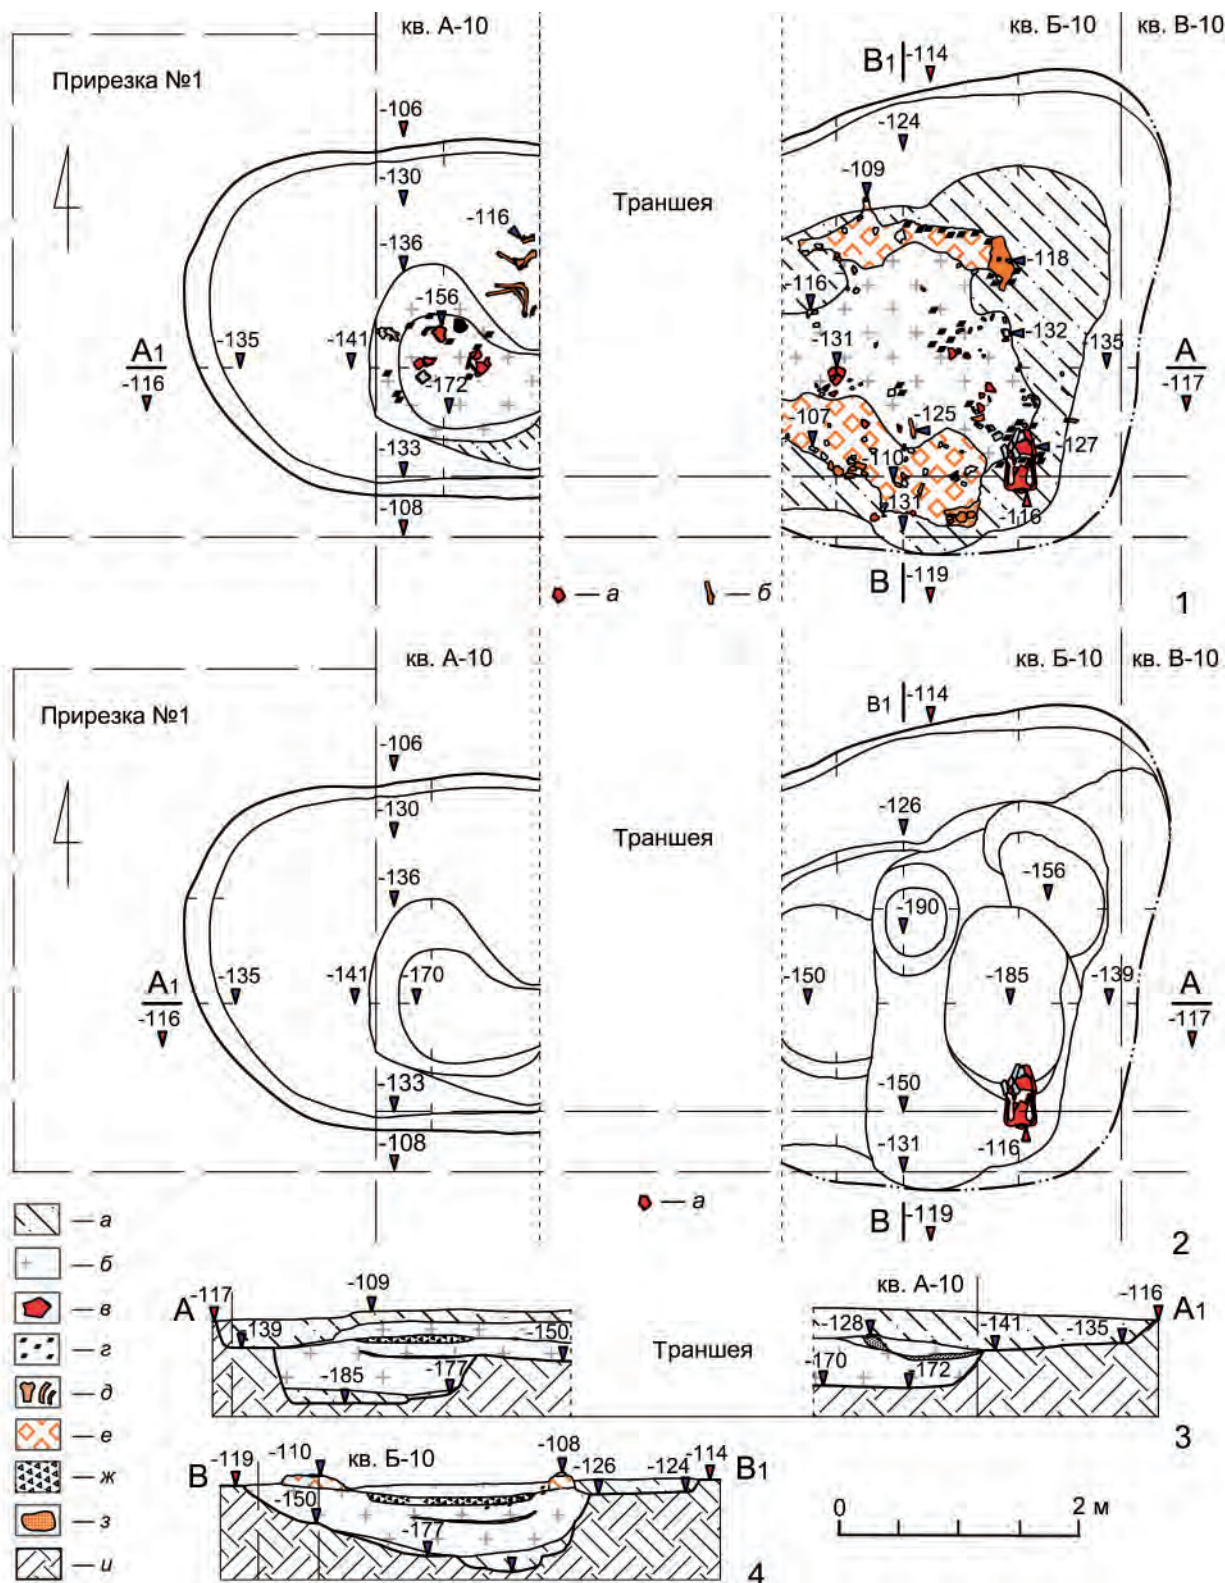 кв. А-10
кв. Б-10
кв. В-10
Прирезка №1
В1
-114
-106
-124
-130
-109
-116
Траншея
-136
-118
-156
-116
-132
А1
-116
-135
-141
-131
-135
А
-117
-172
-107
-125
-127
-133
-110
-131
-116
-108
В
-119
— а
— б
1
кв. А-10
кв. Б-10
кв. В-10
Прирезка №1
В1
-114
-106
-130
-126
Траншея
-136
-156
-190
А1
-116
-135
-141
-170
-150
-185
-139
А
-117
-133
-150
-108
-131
-116
— а
В
-119
2
— а
— б
— в
— г
— д
— е
— ж
— з
— и
А
-117
-109
-139
-150
-177
-185
Траншея
кв. А-10
-116
А1
-128
-141
-135
-170
-172
3
В
-119
-110
кв. Б-10
-108
-126
-124
-114
В1
-150
-177
4
0
2 м